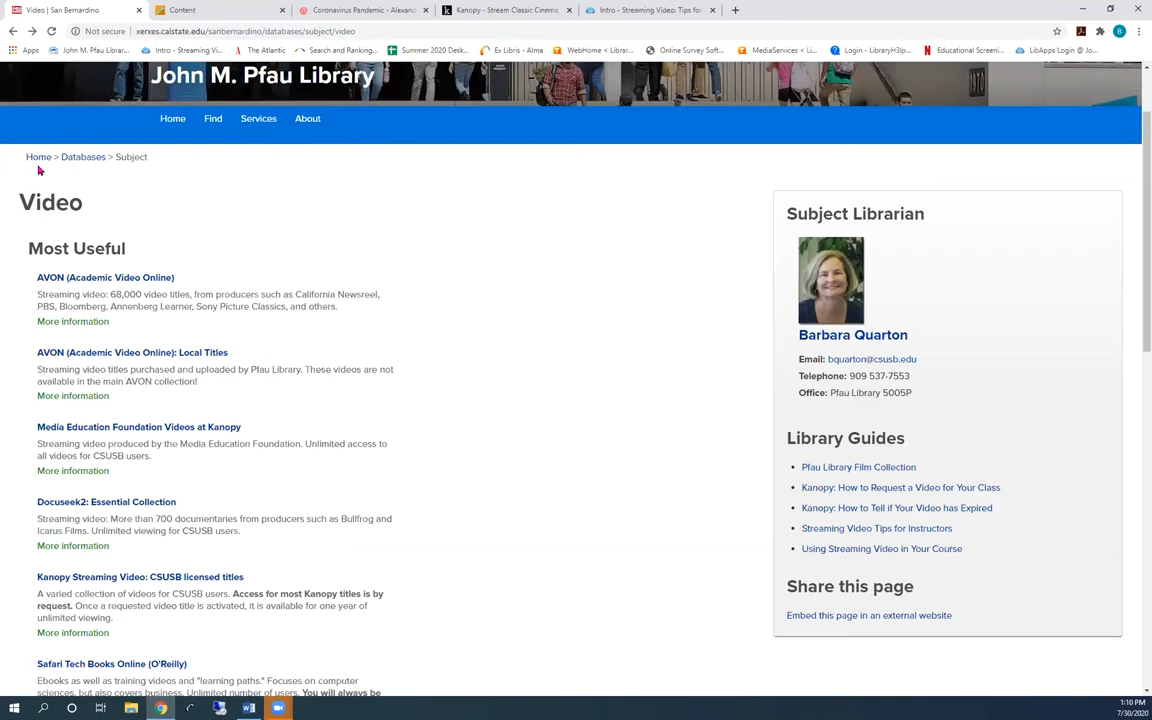 Video | San Bernardino
Content
Coronavirus Pandemic - Alexand
Kanopy - Stream Classic Cinema,
Intro - Streaming Video: Tips for
Not secure
xerxes.calstate.edu/sanbernardino/databases/subject/video
Apps
John M. Pfau Librar...
Intro - Streaming Vi...
The Atlantic
Search and Ranking...
Summer 2020 Desk...
Ex Libris - Alma
WebHome < Librar...
Online Survey Soft...
MediaServices < Li...
Login - LibraryH3lp...
Educational Screeni...
LibApps Login @ Jo...
John M. Pfau Library
Home
Find
Services
About
Home > Databases > Subject
Video
Most Useful
AVON (Academic Video Online)
Streaming video: 68,000 video titles, from producers such as California Newsreel,
PBS, Bloomberg, Annenberg Learner, Sony Picture Classics, and others.
More information
AVON (Academic Video Online): Local Titles
Streaming video titles purchased and uploaded by Pfau Library. These videos are not
available in the main AVON collection!
More information
Media Education Foundation Videos at Kanopy
Streaming video produced by the Media Education Foundation. Unlimited access to
all videos for CSUSB users.
More information
Docuseek2: Essential Collection
Streaming video: More than 700 documentaries from producers such as Bullfrog and
Icarus Films. Unlimited viewing for CSUSB users.
More information
Kanopy Streaming Video: CSUSB licensed titles
A varied collection of videos for CSUSB users. Access for most Kanopy titles is by
request. Once a requested video title is activated, it is available for one year of
unlimited viewing.
More information
Safari Tech Books Online (O'Reilly)
Ebooks as well as training videos and "learning paths." Focuses on computer
sciences, but also covers business. Unlimited number of users. You will always be
Subject Librarian
Barbara Quarton
Email: bquarton@csusb.edu
Telephone: 909 537-7553
Office: Pfau Library 5005P
Library Guides
• Pfau Library Film Collection
• Kanopy: How to Request a Video for Your Class
• Kanopy: How to Tell if Your Video has Expired
• Streaming Video Tips for Instructors
• Using Streaming Video in Your Course
Share this page
Embed this page in an external website
1:10 PM
7/30/2020